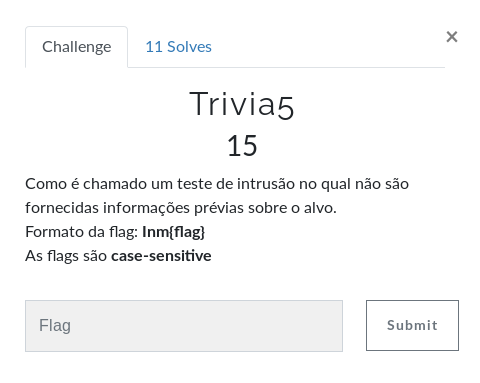 Challenge
11 Solves
×
Trivia5
15
Como é chamado um teste de intrusão no qual não são
fornecidas informações prévias sobre o alvo.
Formato da flag: Inm{flag}
As flags são case-sensitive
Flag
Submit